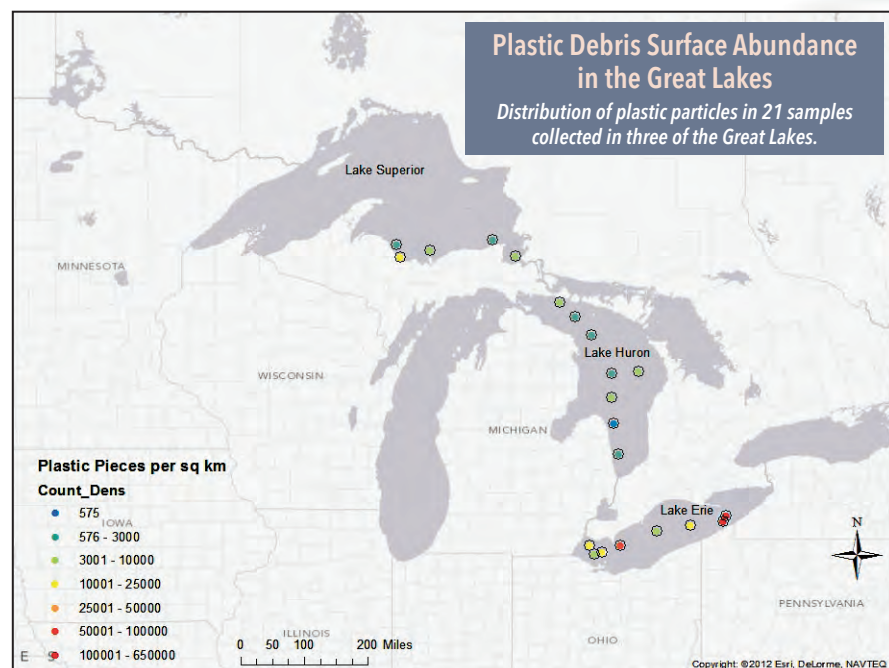 Plastic Debris Surface Abundance
in the Great Lakes
Distribution of plastic particles in 21 samples
collected in three of the Great Lakes.
Lake Superior
MINNESOTA
Lake Huron
WISCONSIN
MICHIGAN
Lake Erie
Plastic Pieces per sq km
Count_Dens
575
IOWA
576 - 3000
3001 - 10000
10001 - 25000
25001 - 50000
50001 - 100000
100001 - 650000
N
PENNSYLVANIA
ILLINOIS
OHIO
E S
0 50 100 200 Miles
Copyright: ©2012 Esri, DeLorme, NAVTEQ